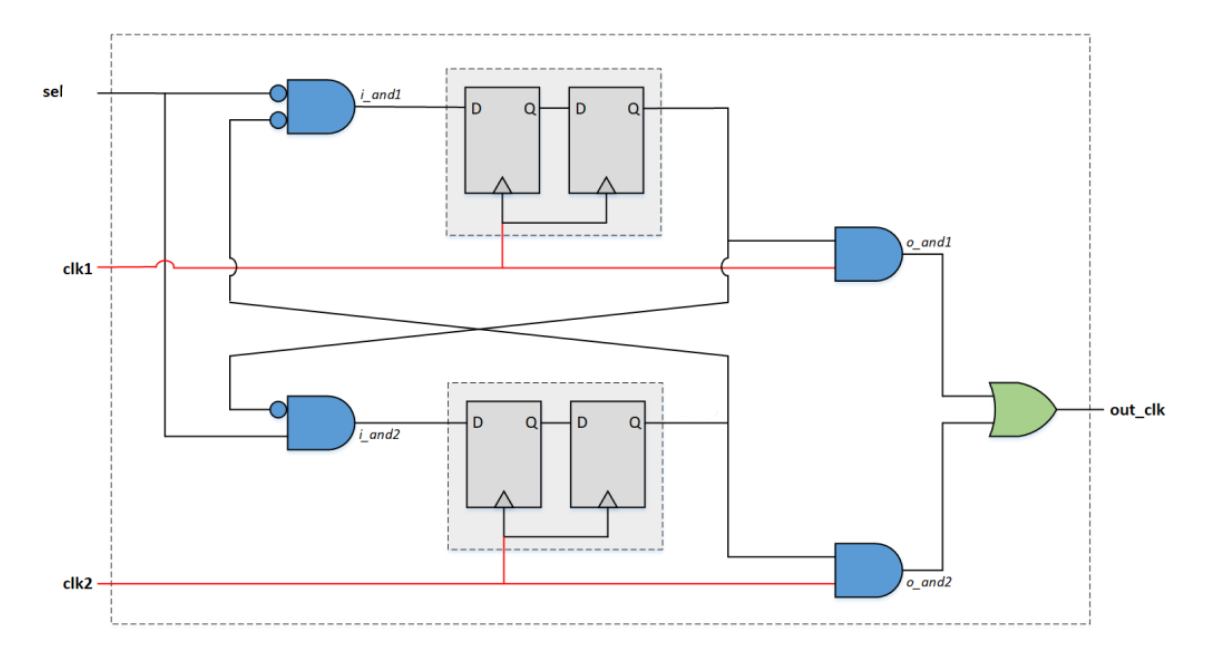 sel
i_and1
D Q D Q
clk1
o_and1
i_and2
D Q D Q
out_clk
clk2
o_and2